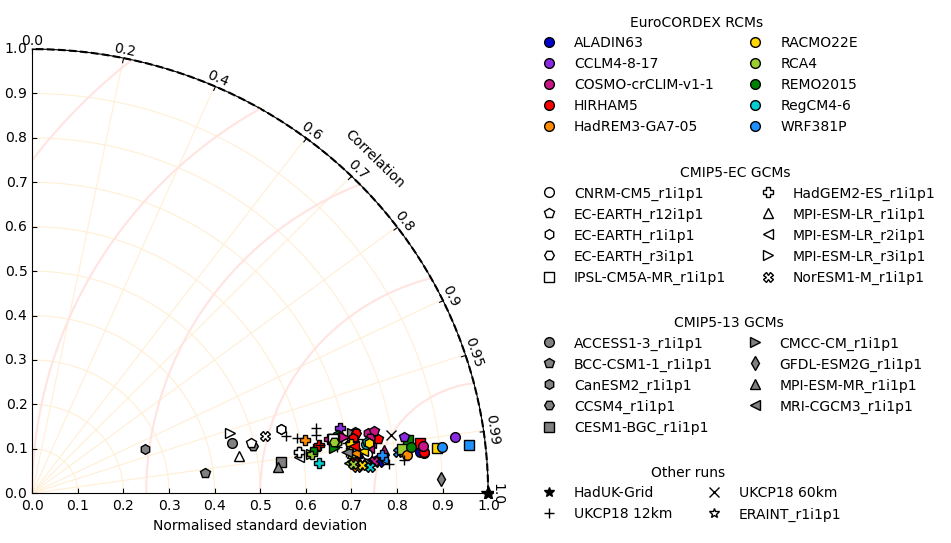 EuroCORDEX RCMs
ALADIN63 RACMO22E
CCLM4-8-17 RCA4
COSMO-crCLIM-v1-1 REMO2015
HIRHAM5 RegCM4-6
HadREM3-GA7-05 WRF381P
CMIP5-EC GCMs
CNRM-CM5_r1i1p1 HadGEM2-ES_r1i1p1
EC-EARTH_r12i1p1 MPI-ESM-LR_r1i1p1
EC-EARTH_r1i1p1 MPI-ESM-LR_r2i1p1
EC-EARTH_r3i1p1 MPI-ESM-LR_r3i1p1
IPSL-CM5A-MR_r1i1p1 NorESM1-M_r1i1p1
CMIP5-13 GCMs
ACCESS1-3_r1i1p1 CMCC-CM_r1i1p1
BCC-CSM1-1_r1i1p1 GFDL-ESM2G_r1i1p1
CanESM2_r1i1p1 MPI-ESM-MR_r1i1p1
CCSM4_r1i1p1 MRI-CGCM3_r1i1p1
CESM1-BGC_r1i1p1
Other runs
HadUK-Grid UKCP18 60km
UKCP18 12km ERAINT_r1i1p1
0.0
0.2
0.4
0.6
Correlation
0.7
0.8
0.9
0.95
0.99
1.0
1.0
0.9
0.8
0.7
0.6
0.5
0.4
0.3
0.2
0.1
0.0
0.0 0.1 0.2 0.3 0.4 0.5 0.6 0.7 0.8 0.9 1.0
Normalised standard deviation